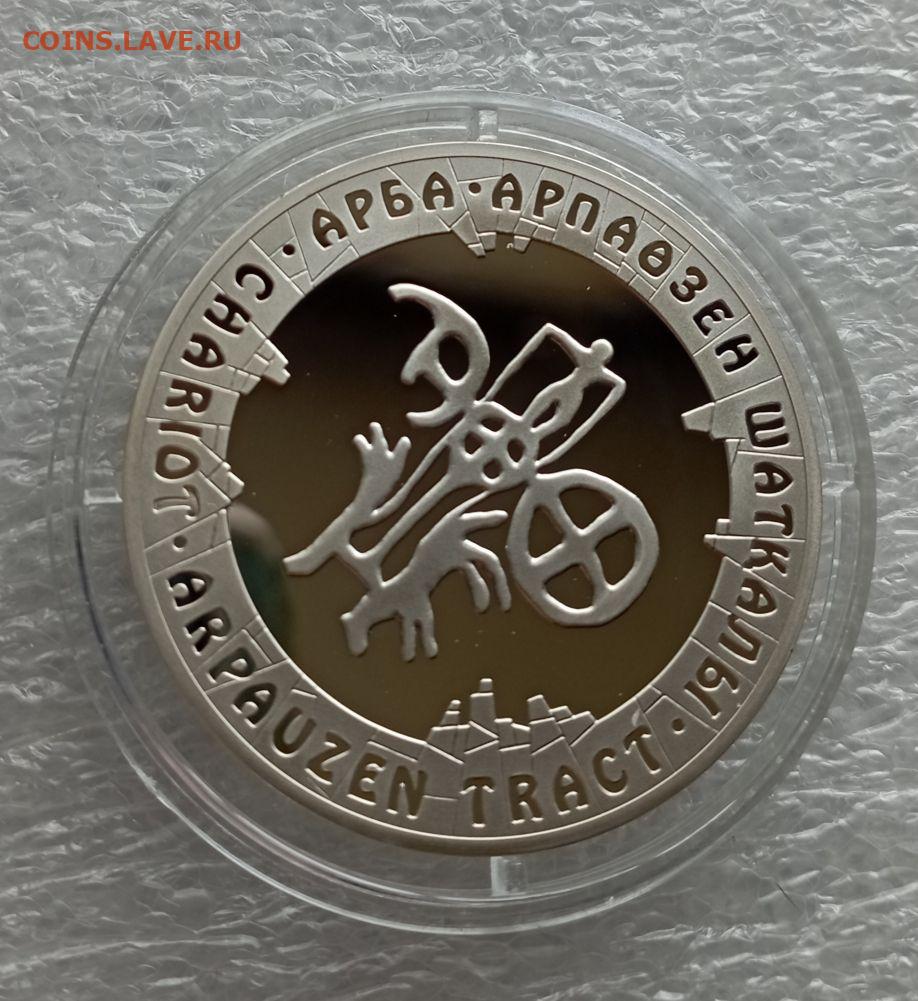 COINS.LAVE.RU
АРБА · АРПАӨЗЕН ШАТҚАЛЫ · CHARIOT · ARPAUZEN TRACT ·